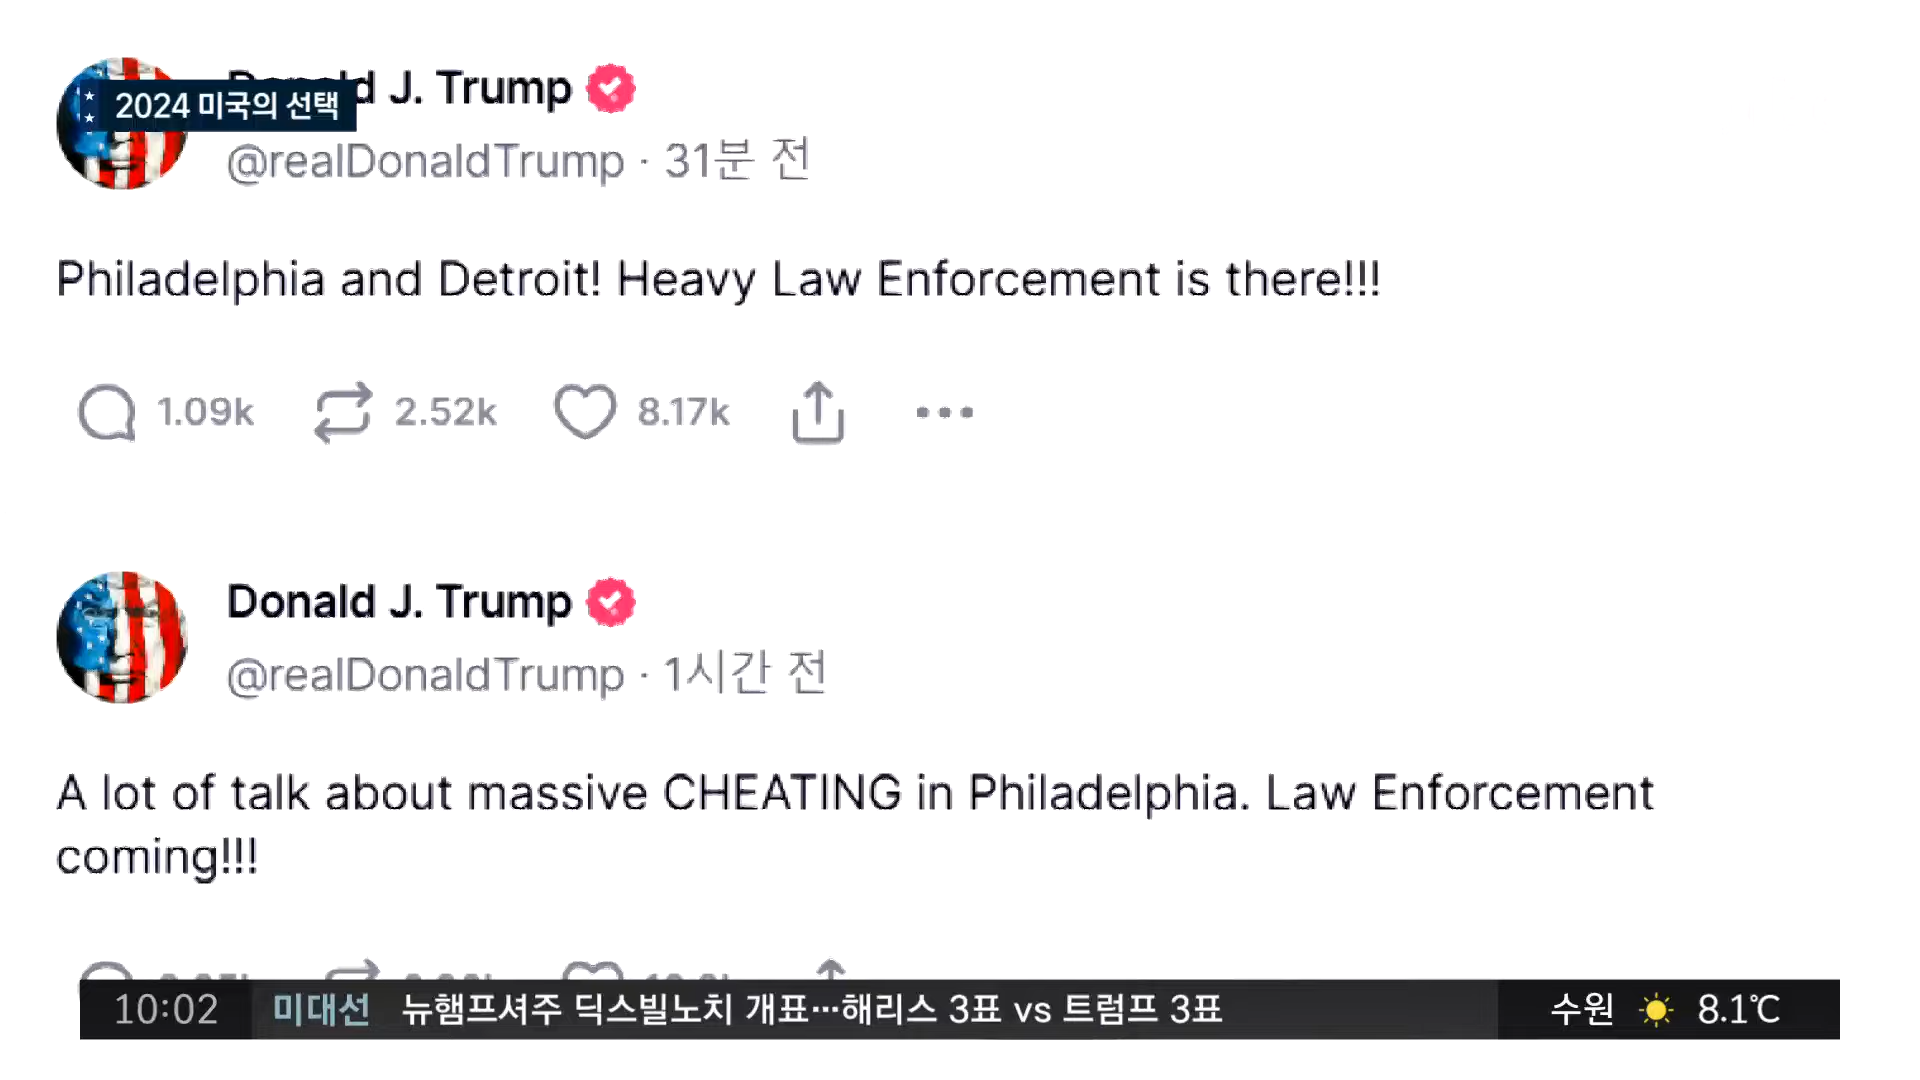 2024 미국의 선택
Donald J. Trump
@realDonaldTrump · 31분 전
Philadelphia and Detroit! Heavy Law Enforcement is there!!!
1.09k 2.52k 8.17k
Donald J. Trump
@realDonaldTrump · 1시간 전
A lot of talk about massive CHEATING in Philadelphia. Law Enforcement
coming!!!
10:02 미대선 뉴햄프셔주 딕스빌노치 개표···해리스 3표 vs 트럼프 3표 수원 8.1℃